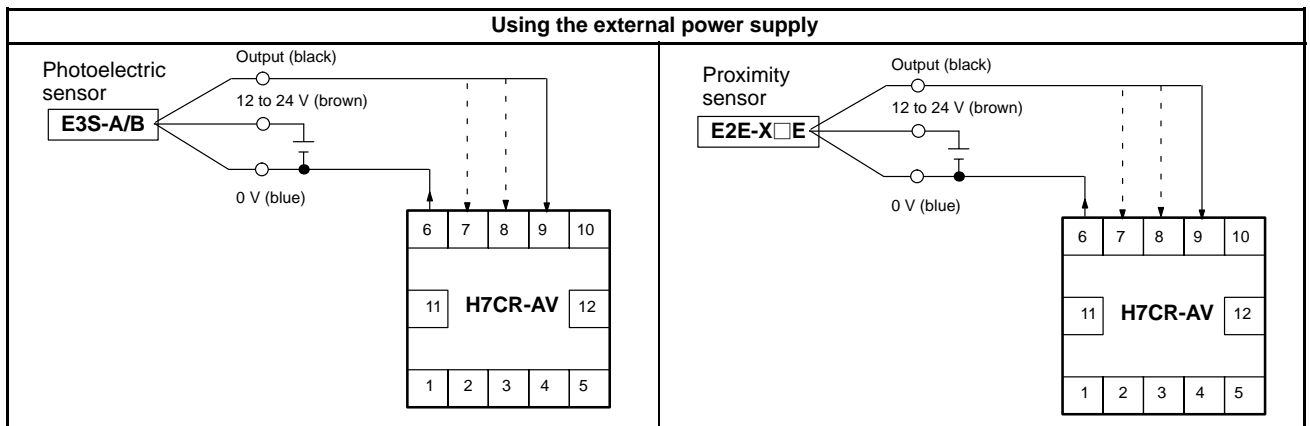 Using the external power supply
Photoelectric
sensor
E3S-A/B
Output (black)
12 to 24 V (brown)
0 V (blue)
6 7 8 9 10
11 H7CR-AV 12
1 2 3 4 5
Proximity
sensor
E2E-X□E
Output (black)
12 to 24 V (brown)
0 V (blue)
6 7 8 9 10
11 H7CR-AV 12
1 2 3 4 5